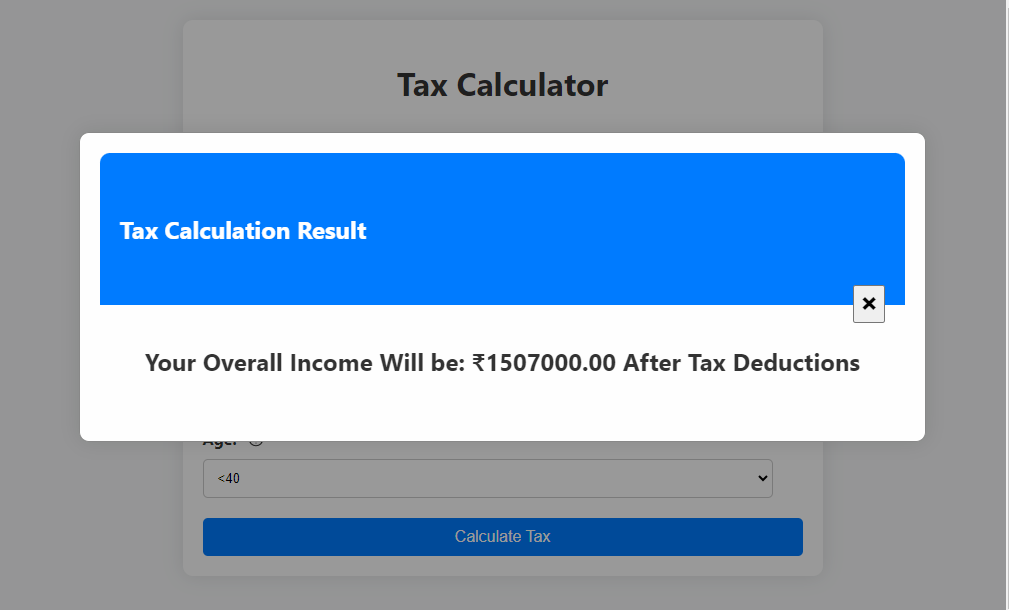 Tax Calculator
Tax Calculation Result
×
Your Overall Income Will be: ₹1507000.00 After Tax Deductions
Age:
<40
Calculate Tax